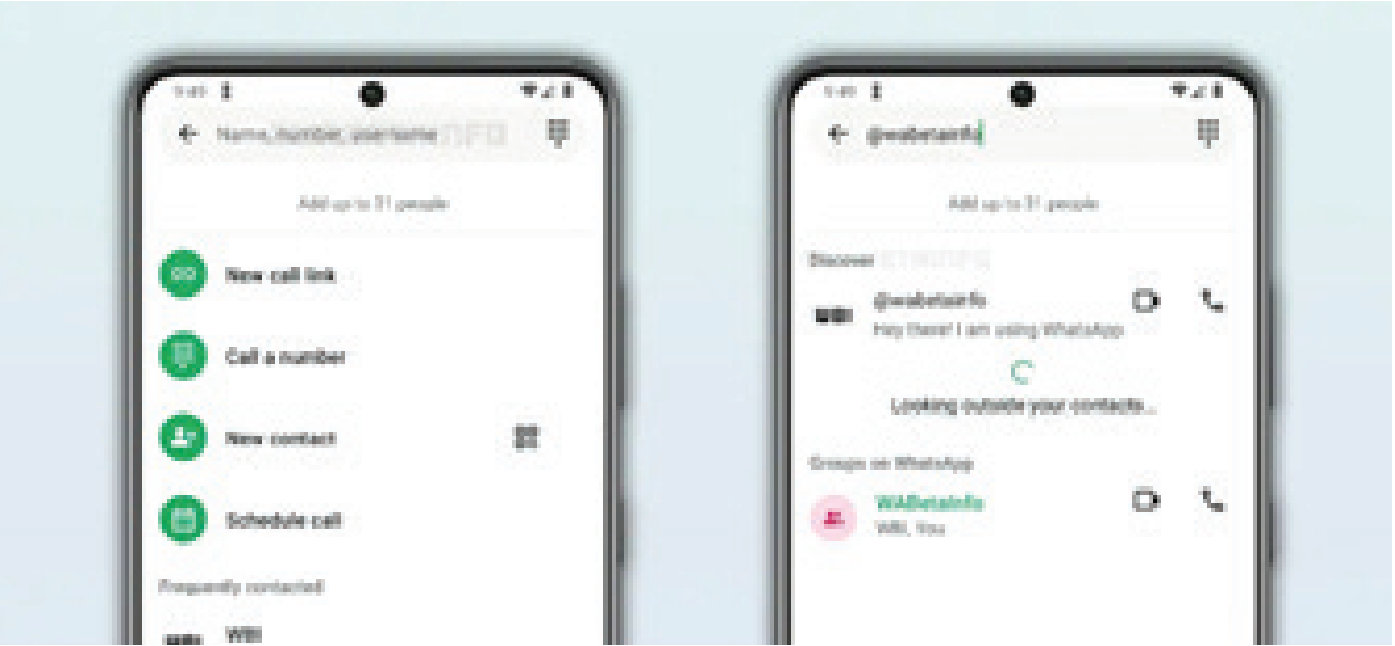 Name, number, username
Add up to 31 people
New call link
Call a number
New contact
Schedule call
Frequently contacted
WBI
@wabetainfo
Add up to 31 people
Discover
WBI
@wabetainfo
Hey there! I am using WhatsApp
Looking outside your contacts...
Groups on WhatsApp
WABetaInfo
WBI, You